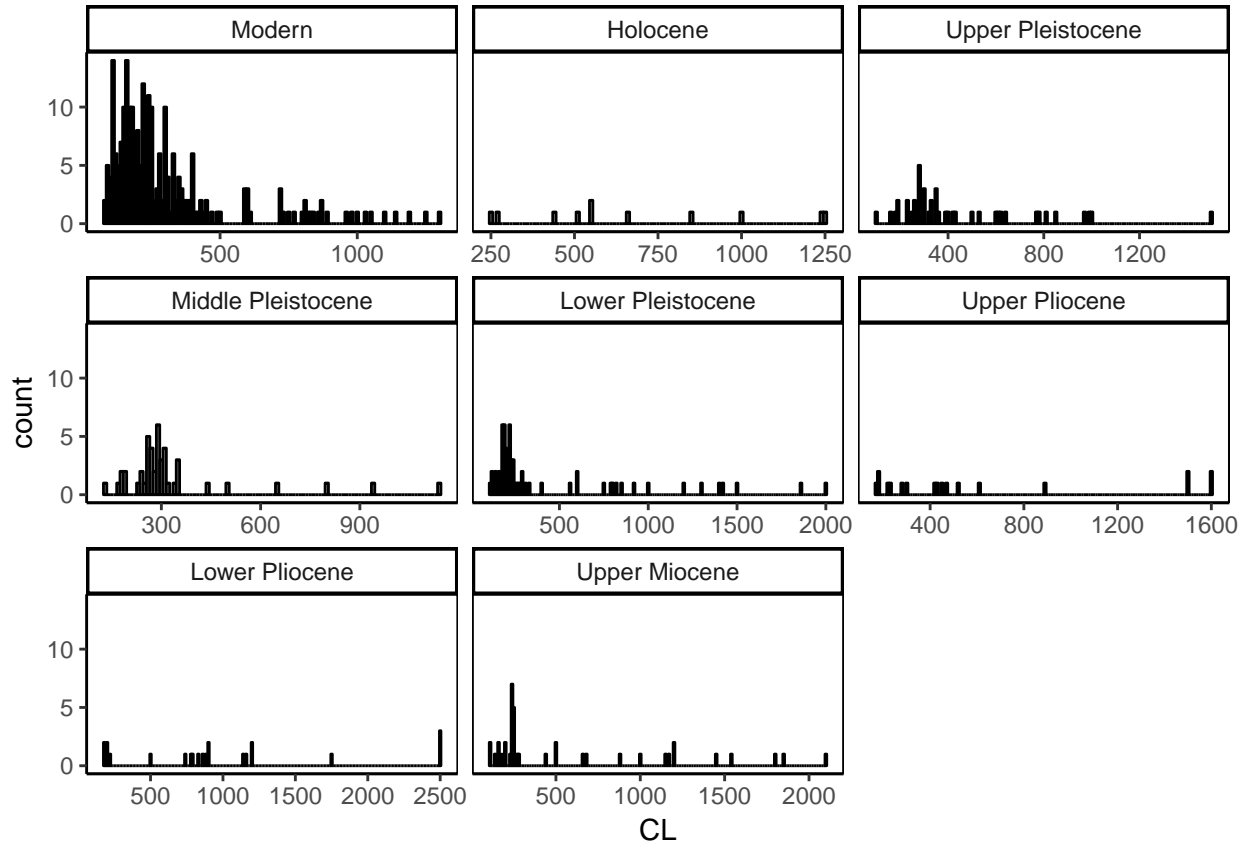 Modern Holocene Upper Pleistocene
10
5
0
500 1000 250 500 750 1000 1250 400 800 1200
Middle Pleistocene Lower Pleistocene Upper Pliocene
10
5
0
300 600 900 500 1000 1500 2000 400 800 1200 1600
count
Lower Pliocene Upper Miocene
10
5
0
500 1000 1500 2000 2500 500 1000 1500 2000
CL